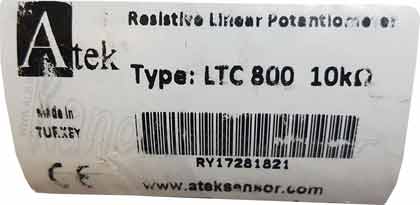 Resistive Linear Potentiometer
Atek
Type: LTC 800 10kΩ
Made in
TURKEY
RY17281821
CE
www.ateksensor.com